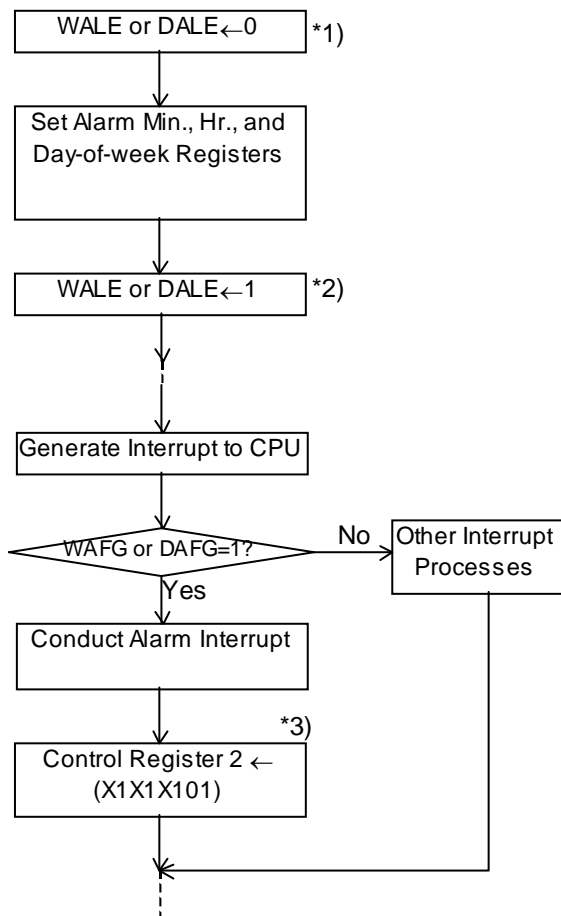 WALE or DALE←0
*1)
Set Alarm Min., Hr., and
Day-of-week Registers
WALE or DALE←1
*2)
Generate Interrupt to CPU
WAFG or DAFG=1?
No
Other Interrupt
Processes
Yes
Conduct Alarm Interrupt
*3)
Control Register 2 ←
(X1X1X101)